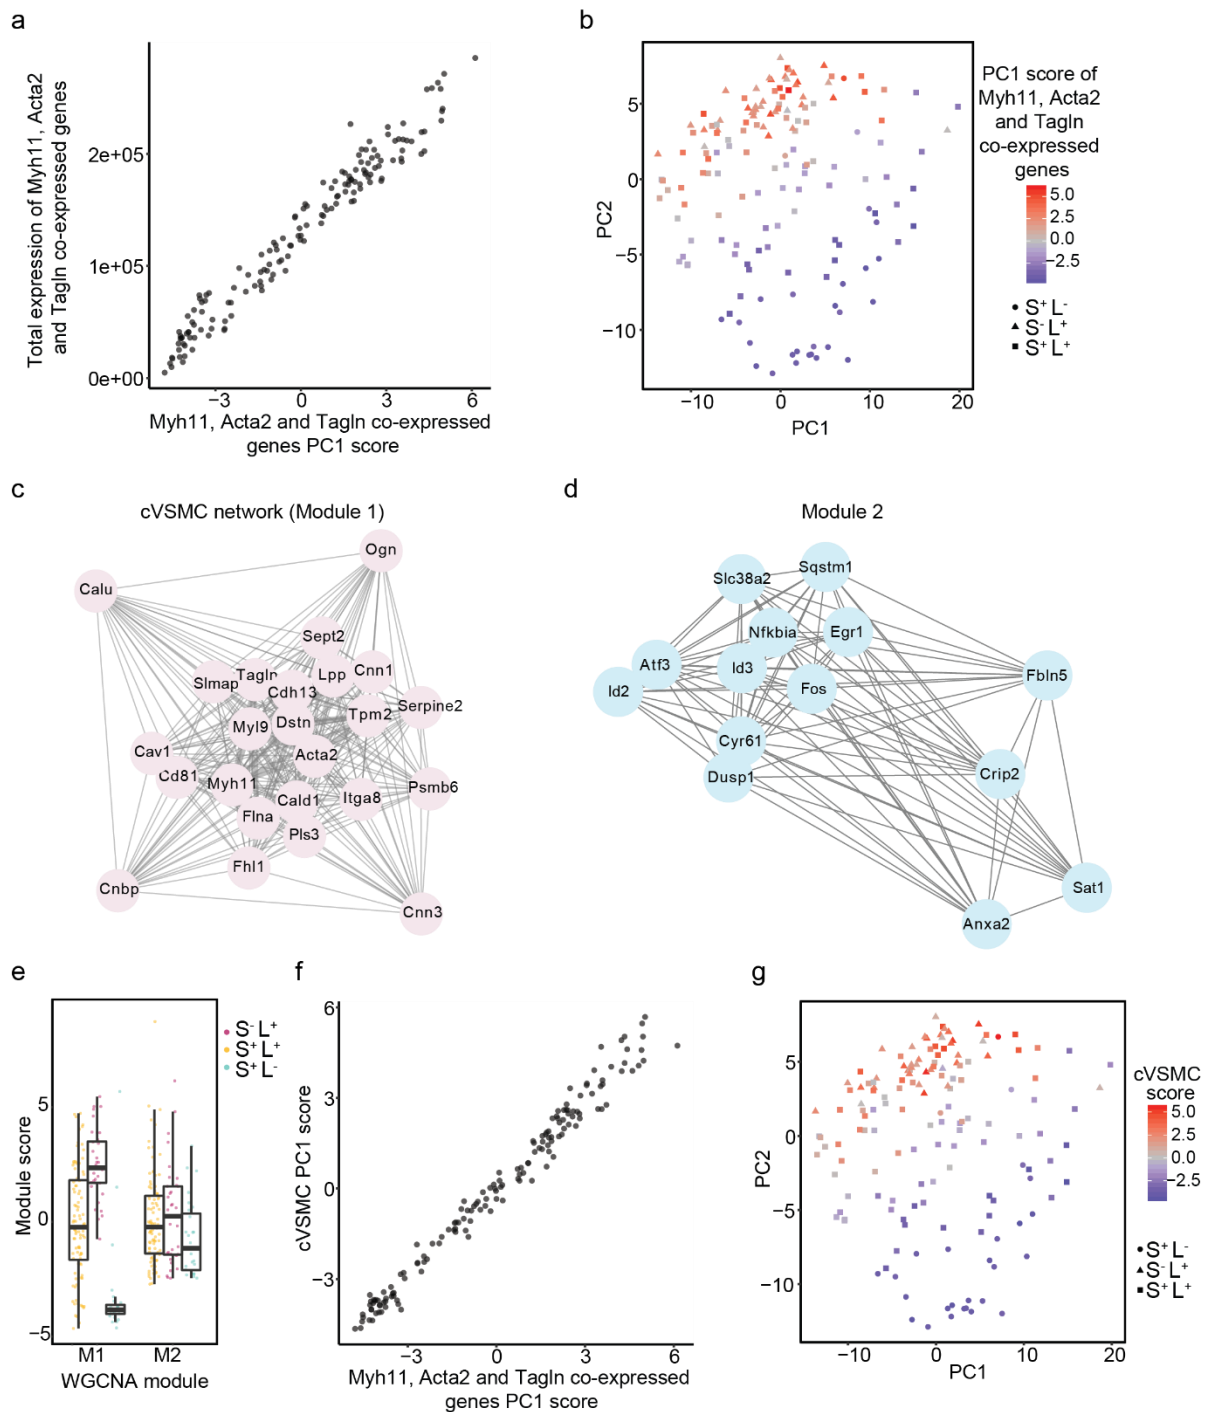 a
Total expression of Myh11, Acta2
and Tagln co-expressed genes
2e+05
1e+05
0e+00
−3
0
3
6
Myh11, Acta2 and Tagln co-expressed
genes PC1 score
b
PC2
5
0
−5
−10
−10
0
10
20
PC1
PC1 score of
Myh11, Acta2
and Tagln
co-expressed
genes
5.0
2.5
0.0
−2.5
S+ L-
S- L+
S+ L+
c
cVSMC network (Module 1)
Ogn
Calu
Sept2
Lpp
Cnn1
Slmap
Tagln
Cdh13
Serpine2
Myl9
Dstn
Tpm2
Cav1
Acta2
Cd81
Myh11
Psmb6
Cald1
Itga8
Flna
Pls3
Fhl1
Cnbp
Cnn3
d
Module 2
Slc38a2
Sqstm1
Nfkbia
Egr1
Atf3
Id3
Fbln5
Id2
Fos
Cyr61
Dusp1
Crip2
Sat1
Anxa2
e
Module score
5
0
−5
M1
M2
WGCNA module
S- L+
S+ L+
S+ L-
f
cVSMC PC1 score
6
3
0
−3
−3
0
3
6
Myh11, Acta2 and Tagln co-expressed
genes PC1 score
g
PC2
5
0
−5
−10
−10
0
10
20
PC1
cVSMC
score
5.0
2.5
0.0
−2.5
S+ L-
S- L+
S+ L+